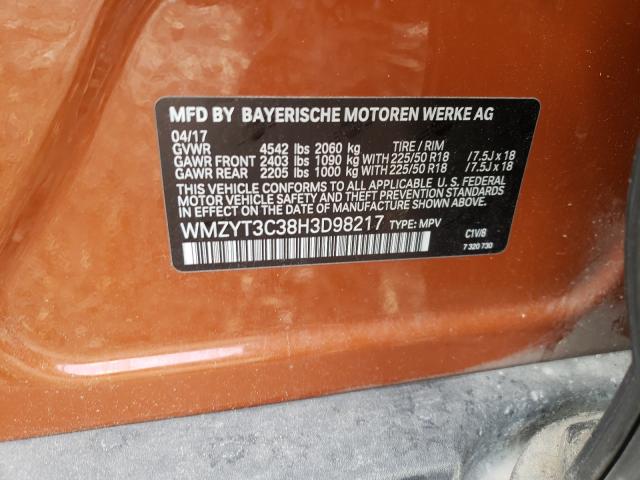 MFD BY BAYERISCHE MOTOREN WERKE AG
04/17
GVWR 4542 lbs 2060 kg TIRE / RIM
GAWR FRONT 2403 lbs 1090 kg WITH 225/50 R18 /7.5J x 18
GAWR REAR 2205 lbs 1000 kg WITH 225/50 R18 /7.5J x 18
THIS VEHICLE CONFORMS TO ALL APPLICABLE U. S. FEDERAL
MOTOR VEHICLE SAFETY, BUMPER, AND THEFT PREVENTION
STANDARDS IN EFFECT ON THE DATE OF MANUFACTURE SHOWN ABOVE.
WMZYT3C38H3D98217 TYPE: MPV
C1V/6
7 320 730